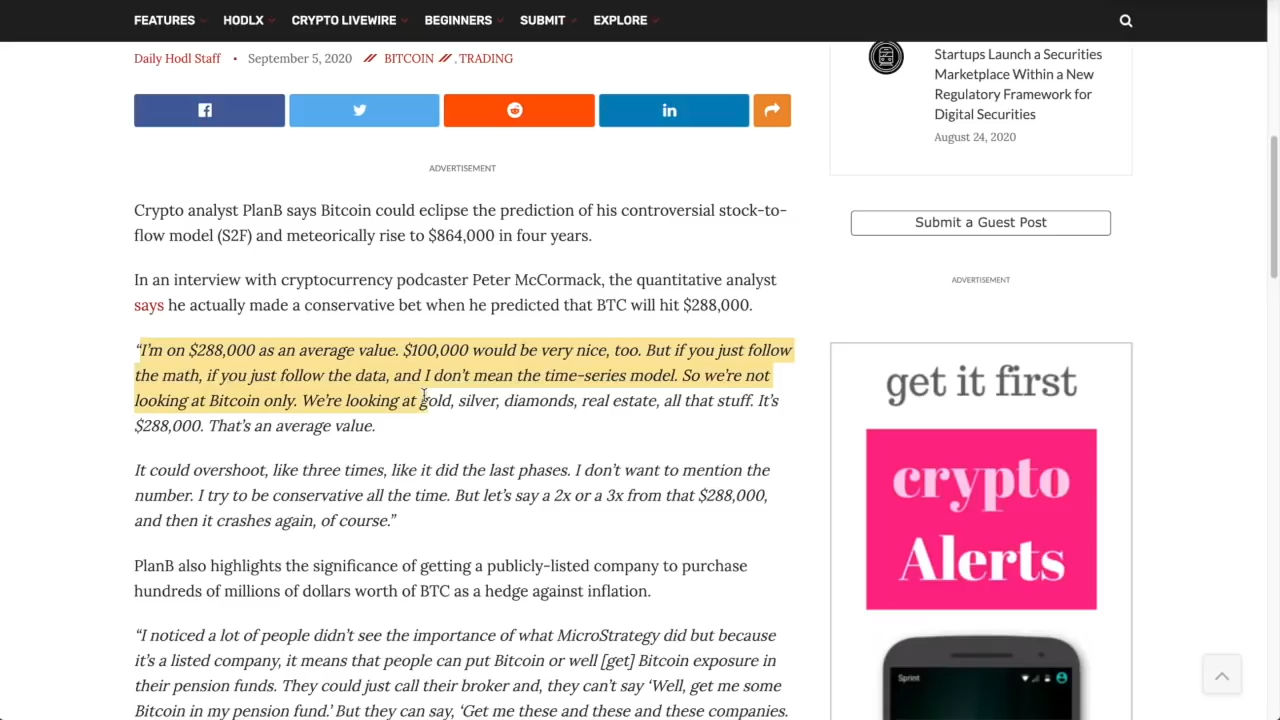 FEATURES HODLX CRYPTO LIVEWIRE BEGINNERS SUBMIT EXPLORE
Daily Hodl Staff • September 5, 2020 // BITCOIN //, TRADING
ADVERTISEMENT
Crypto analyst PlanB says Bitcoin could eclipse the prediction of his controversial stock-to-
flow model (S2F) and meteorically rise to $864,000 in four years.
In an interview with cryptocurrency podcaster Peter McCormack, the quantitative analyst
says he actually made a conservative bet when he predicted that BTC will hit $288,000.
“I’m on $288,000 as an average value. $100,000 would be very nice, too. But if you just follow
the math, if you just follow the data, and I don’t mean the time-series model. So we’re not
looking at Bitcoin only. We’re looking at gold, silver, diamonds, real estate, all that stuff. It’s
$288,000. That’s an average value.
It could overshoot, like three times, like it did the last phases. I don’t want to mention the
number. I try to be conservative all the time. But let’s say a 2x or a 3x from that $288,000,
and then it crashes again, of course.”
PlanB also highlights the significance of getting a publicly-listed company to purchase
hundreds of millions of dollars worth of BTC as a hedge against inflation.
“I noticed a lot of people didn’t see the importance of what MicroStrategy did but because
it’s a listed company, it means that people can put Bitcoin or well [get] Bitcoin exposure in
their pension funds. They could just call their broker and, they can’t say ‘Well, get me some
Bitcoin in my pension fund.’ But they can say, ‘Get me these and these and these companies.
Startups Launch a Securities
Marketplace Within a New
Regulatory Framework for
Digital Securities
August 24, 2020
Submit a Guest Post
ADVERTISEMENT
get it first
crypto
Alerts
Sprint